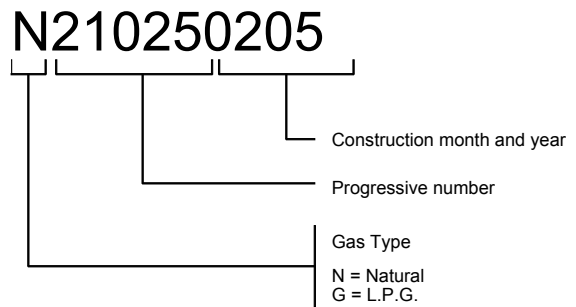 N210250205
Construction month and year
Progressive number
Gas Type
N = Natural
G = L.P.G.